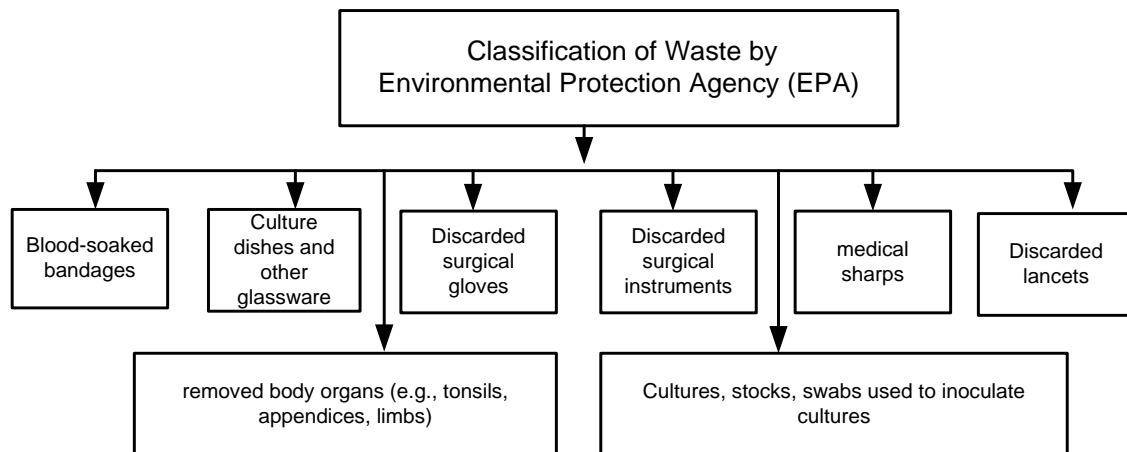 Classification of Waste by
Environmental Protection Agency (EPA)
Blood-soaked
bandages
Culture
dishes and
other
glassware
Discarded
surgical
gloves
Discarded
surgical
instruments
medical
sharps
Discarded
lancets
removed body organs (e.g., tonsils,
appendices, limbs)
Cultures, stocks, swabs used to inoculate
cultures